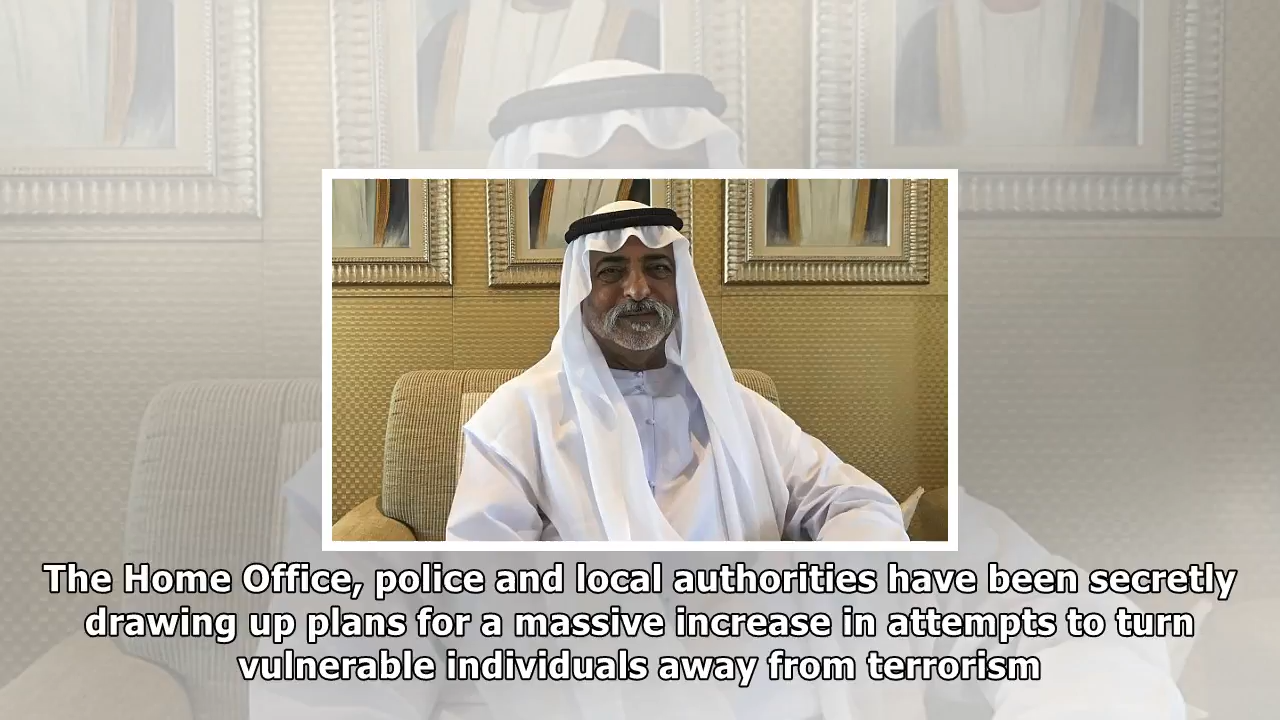 The Home Office, police and local authorities have been secretly
drawing up plans for a massive increase in attempts to turn
vulnerable individuals away from terrorism